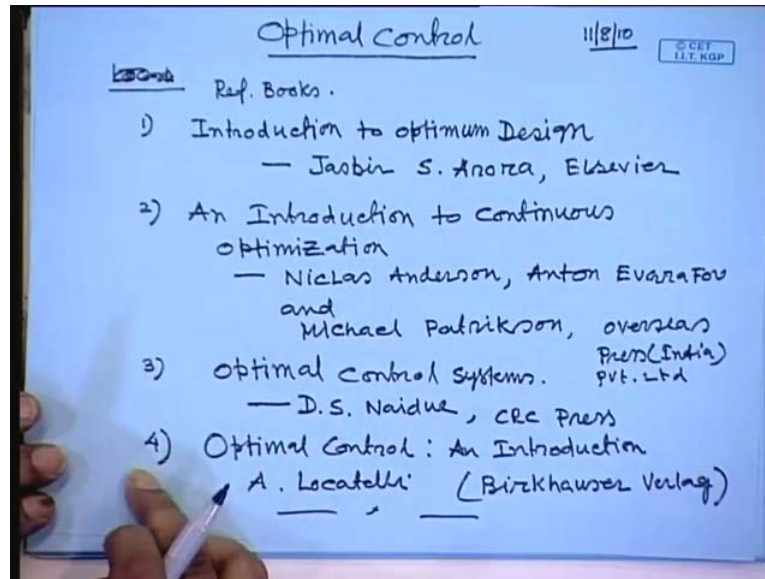 Optimal Control 11/8/10
© CET
I.I.T. KGP
Ref. Books.
1) Introduction to optimum Design
— Jasbir S. Arora, Elsevier
2) An Introduction to continuous
optimization
— Niclas Anderson, Anton Evgrafov
and
Michael Patrikson, overseas
Press(India)
Pvt. Ltd
3) Optimal control systems.
— D.S. Naidu, CRC Press
4) Optimal Control : An Introduction
A. Locatelli (Birkhauser Verlag)